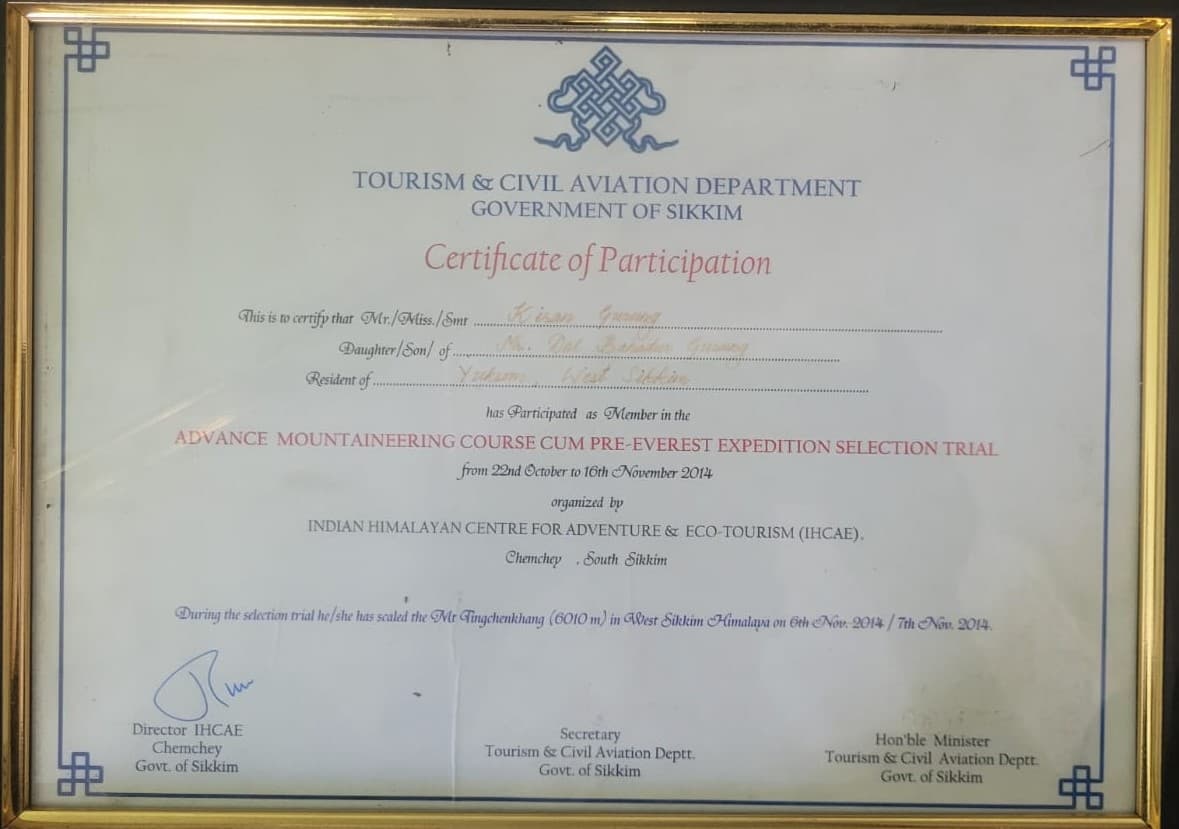 TOURISM & CIVIL AVIATION DEPARTMENT
GOVERNMENT OF SIKKIM
Certificate of Participation
This is to certify that Mr./Miss./Smt Kiran Gurung
Daughter/Son/ of Mr. Dal Bahadur Gurung
Resident of Yuksom, West Sikkim
has Participated as Member in the
ADVANCE MOUNTAINEERING COURSE CUM PRE-EVEREST EXPEDITION SELECTION TRIAL
from 22nd October to 16th November 2014
organized by
INDIAN HIMALAYAN CENTRE FOR ADVENTURE & ECO-TOURISM (IHCAE).
Chemchey , South Sikkim
During the selection trial he/she has scaled the Mt Tingchenkhang (6010 m) in West Sikkim Himalaya on 6th Nov. 2014 / 7th Nov. 2014.
Director IHCAE
Chemchey
Govt. of Sikkim
Secretary
Tourism & Civil Aviation Deptt.
Govt. of Sikkim
Hon'ble Minister
Tourism & Civil Aviation Deptt.
Govt. of Sikkim